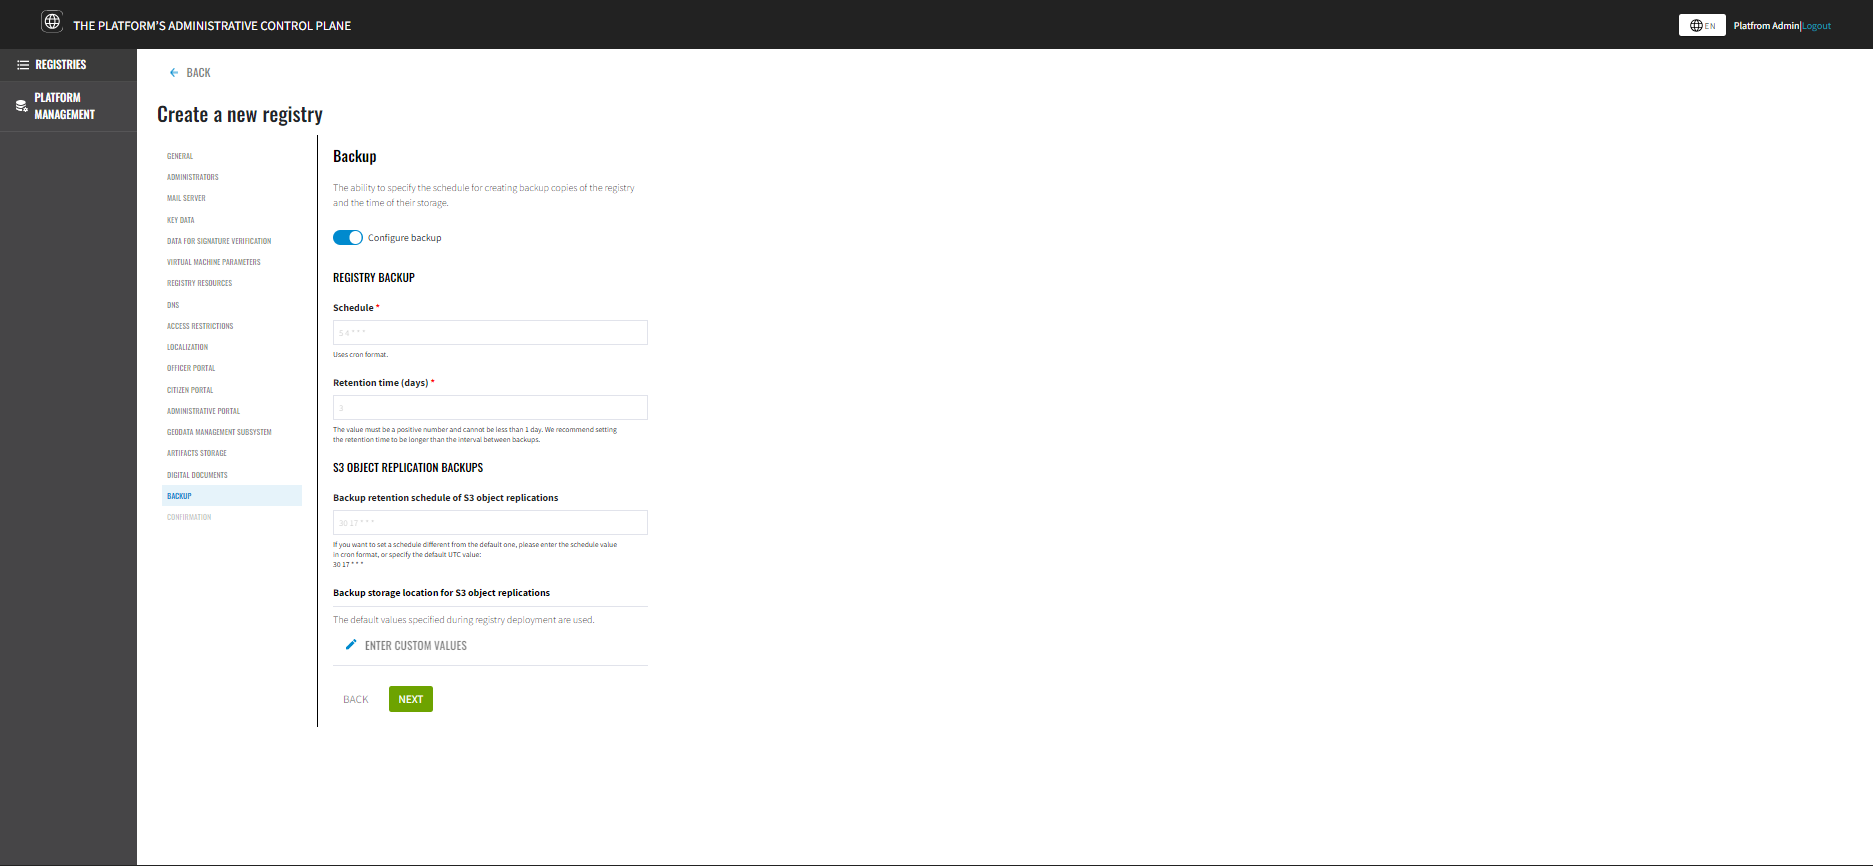 THE PLATFORM'S ADMINISTRATIVE CONTROL PLANE
EN
Platfrom Admin|Logout
REGISTRIES
PLATFORM
MANAGEMENT
BACK
Create a new registry
GENERAL
ADMINISTRATORS
MAIL SERVER
KEY DATA
DATA FOR SIGNATURE VERIFICATION
VIRTUAL MACHINE PARAMETERS
REGISTRY RESOURCES
DNS
ACCESS RESTRICTIONS
LOCALIZATION
OFFICER PORTAL
CITIZEN PORTAL
ADMINISTRATIVE PORTAL
GEODATA MANAGEMENT SUBSYSTEM
ARTIFACTS STORAGE
DIGITAL DOCUMENTS
BACKUP
CONFIRMATION
Backup
The ability to specify the schedule for creating backup copies of the registry
and the time of their storage.
Configure backup
REGISTRY BACKUP
Schedule *
5 4 * * *
Uses cron format.
Retention time (days) *
3
The value must be a positive number and cannot be less than 1 day. We recommend setting
the retention time to be longer than the interval between backups.
S3 OBJECT REPLICATION BACKUPS
Backup retention schedule of S3 object replications
30 17 * * *
If you want to set a schedule different from the default one, please enter the schedule value
in cron format, or specify the default UTC value:
30 17 * * *
Backup storage location for S3 object replications
The default values specified during registry deployment are used.
ENTER CUSTOM VALUES
BACK
NEXT